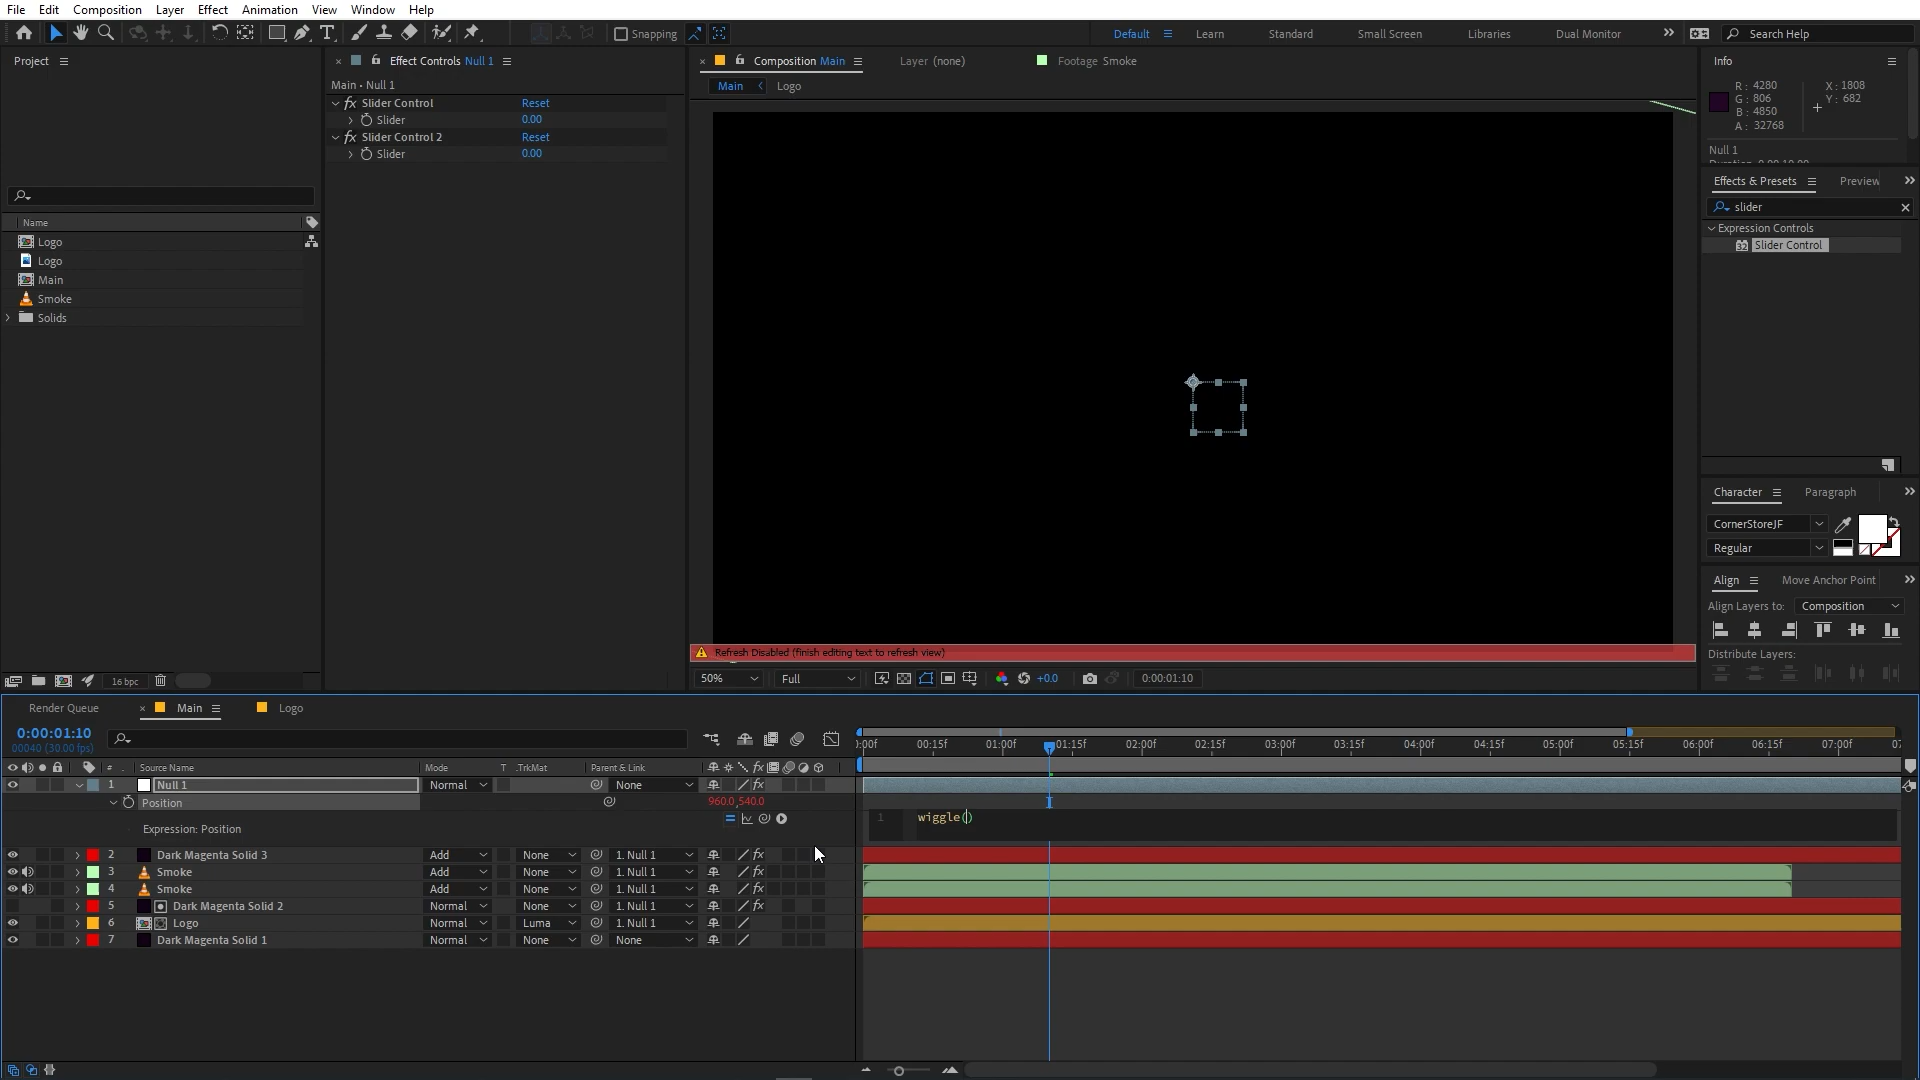 File Edit Composition Layer Effect Animation View Window Help
Snapping Default Learn Standard Small Screen Libraries Dual Monitor Search Help
Project
Name
Logo
Logo
Main
Smoke
Solids
16 bpc
Effect Controls Null 1
Main • Null 1
fx Slider Control Reset
Slider 0.00
fx Slider Control 2 Reset
Slider 0.00
Composition Main Layer (none) Footage Smoke
Main Logo
Refresh Disabled (finish editing text to refresh view)
50% Full +0.0 0:00:01:10
Info
R: 4280 X: 1808
G: 806 Y: 682
B: 4850
A: 32768
Null 1
Effects & Presets Preview
slider
Expression Controls
32 Slider Control
Character Paragraph
CornerStoreJF
Regular
Align Move Anchor Point
Align Layers to: Composition
Distribute Layers:
Render Queue Main Logo
0:00:01:10
00040 (30.00 fps)
:00f 00:15f 01:00f 01:15f 02:00f 02:15f 03:00f 03:15f 04:00f 04:15f 05:00f 05:15f 06:00f 06:15f 07:00f 07
# Source Name Mode T .TrkMat Parent & Link fx
1 Null 1 Normal None fx
Position 960.0,540.0
Expression: Position
1 wiggle()
2 Dark Magenta Solid 3 Add None 1. Null 1 fx
3 Smoke Add None 1. Null 1 fx
4 Smoke Add None 1. Null 1 fx
5 Dark Magenta Solid 2 Normal None 1. Null 1 fx
6 Logo Normal Luma 1. Null 1
7 Dark Magenta Solid 1 Normal None None